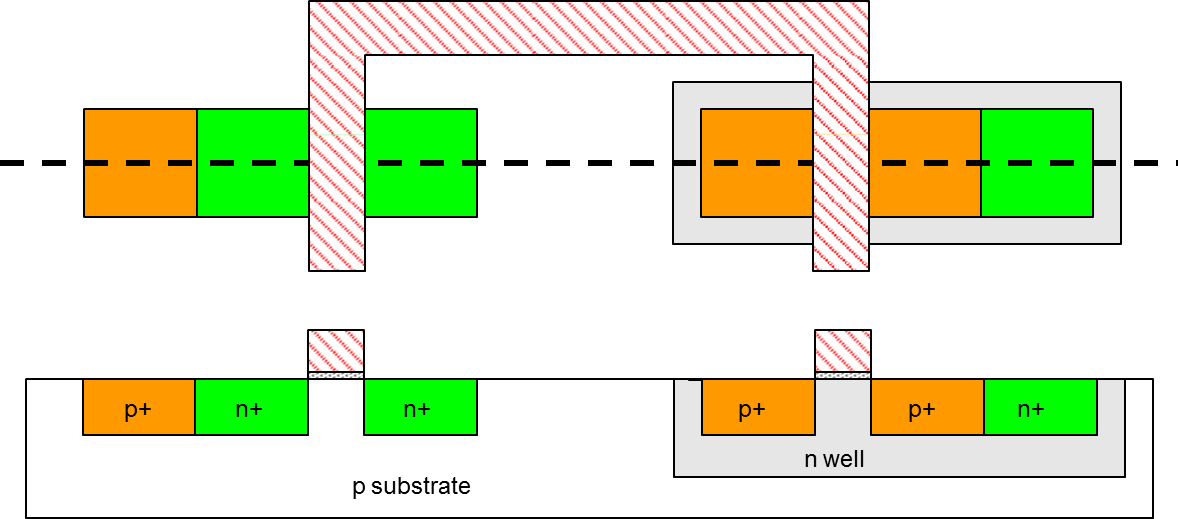 p+
n+
n+
p+
p+
n+
n well
p substrate